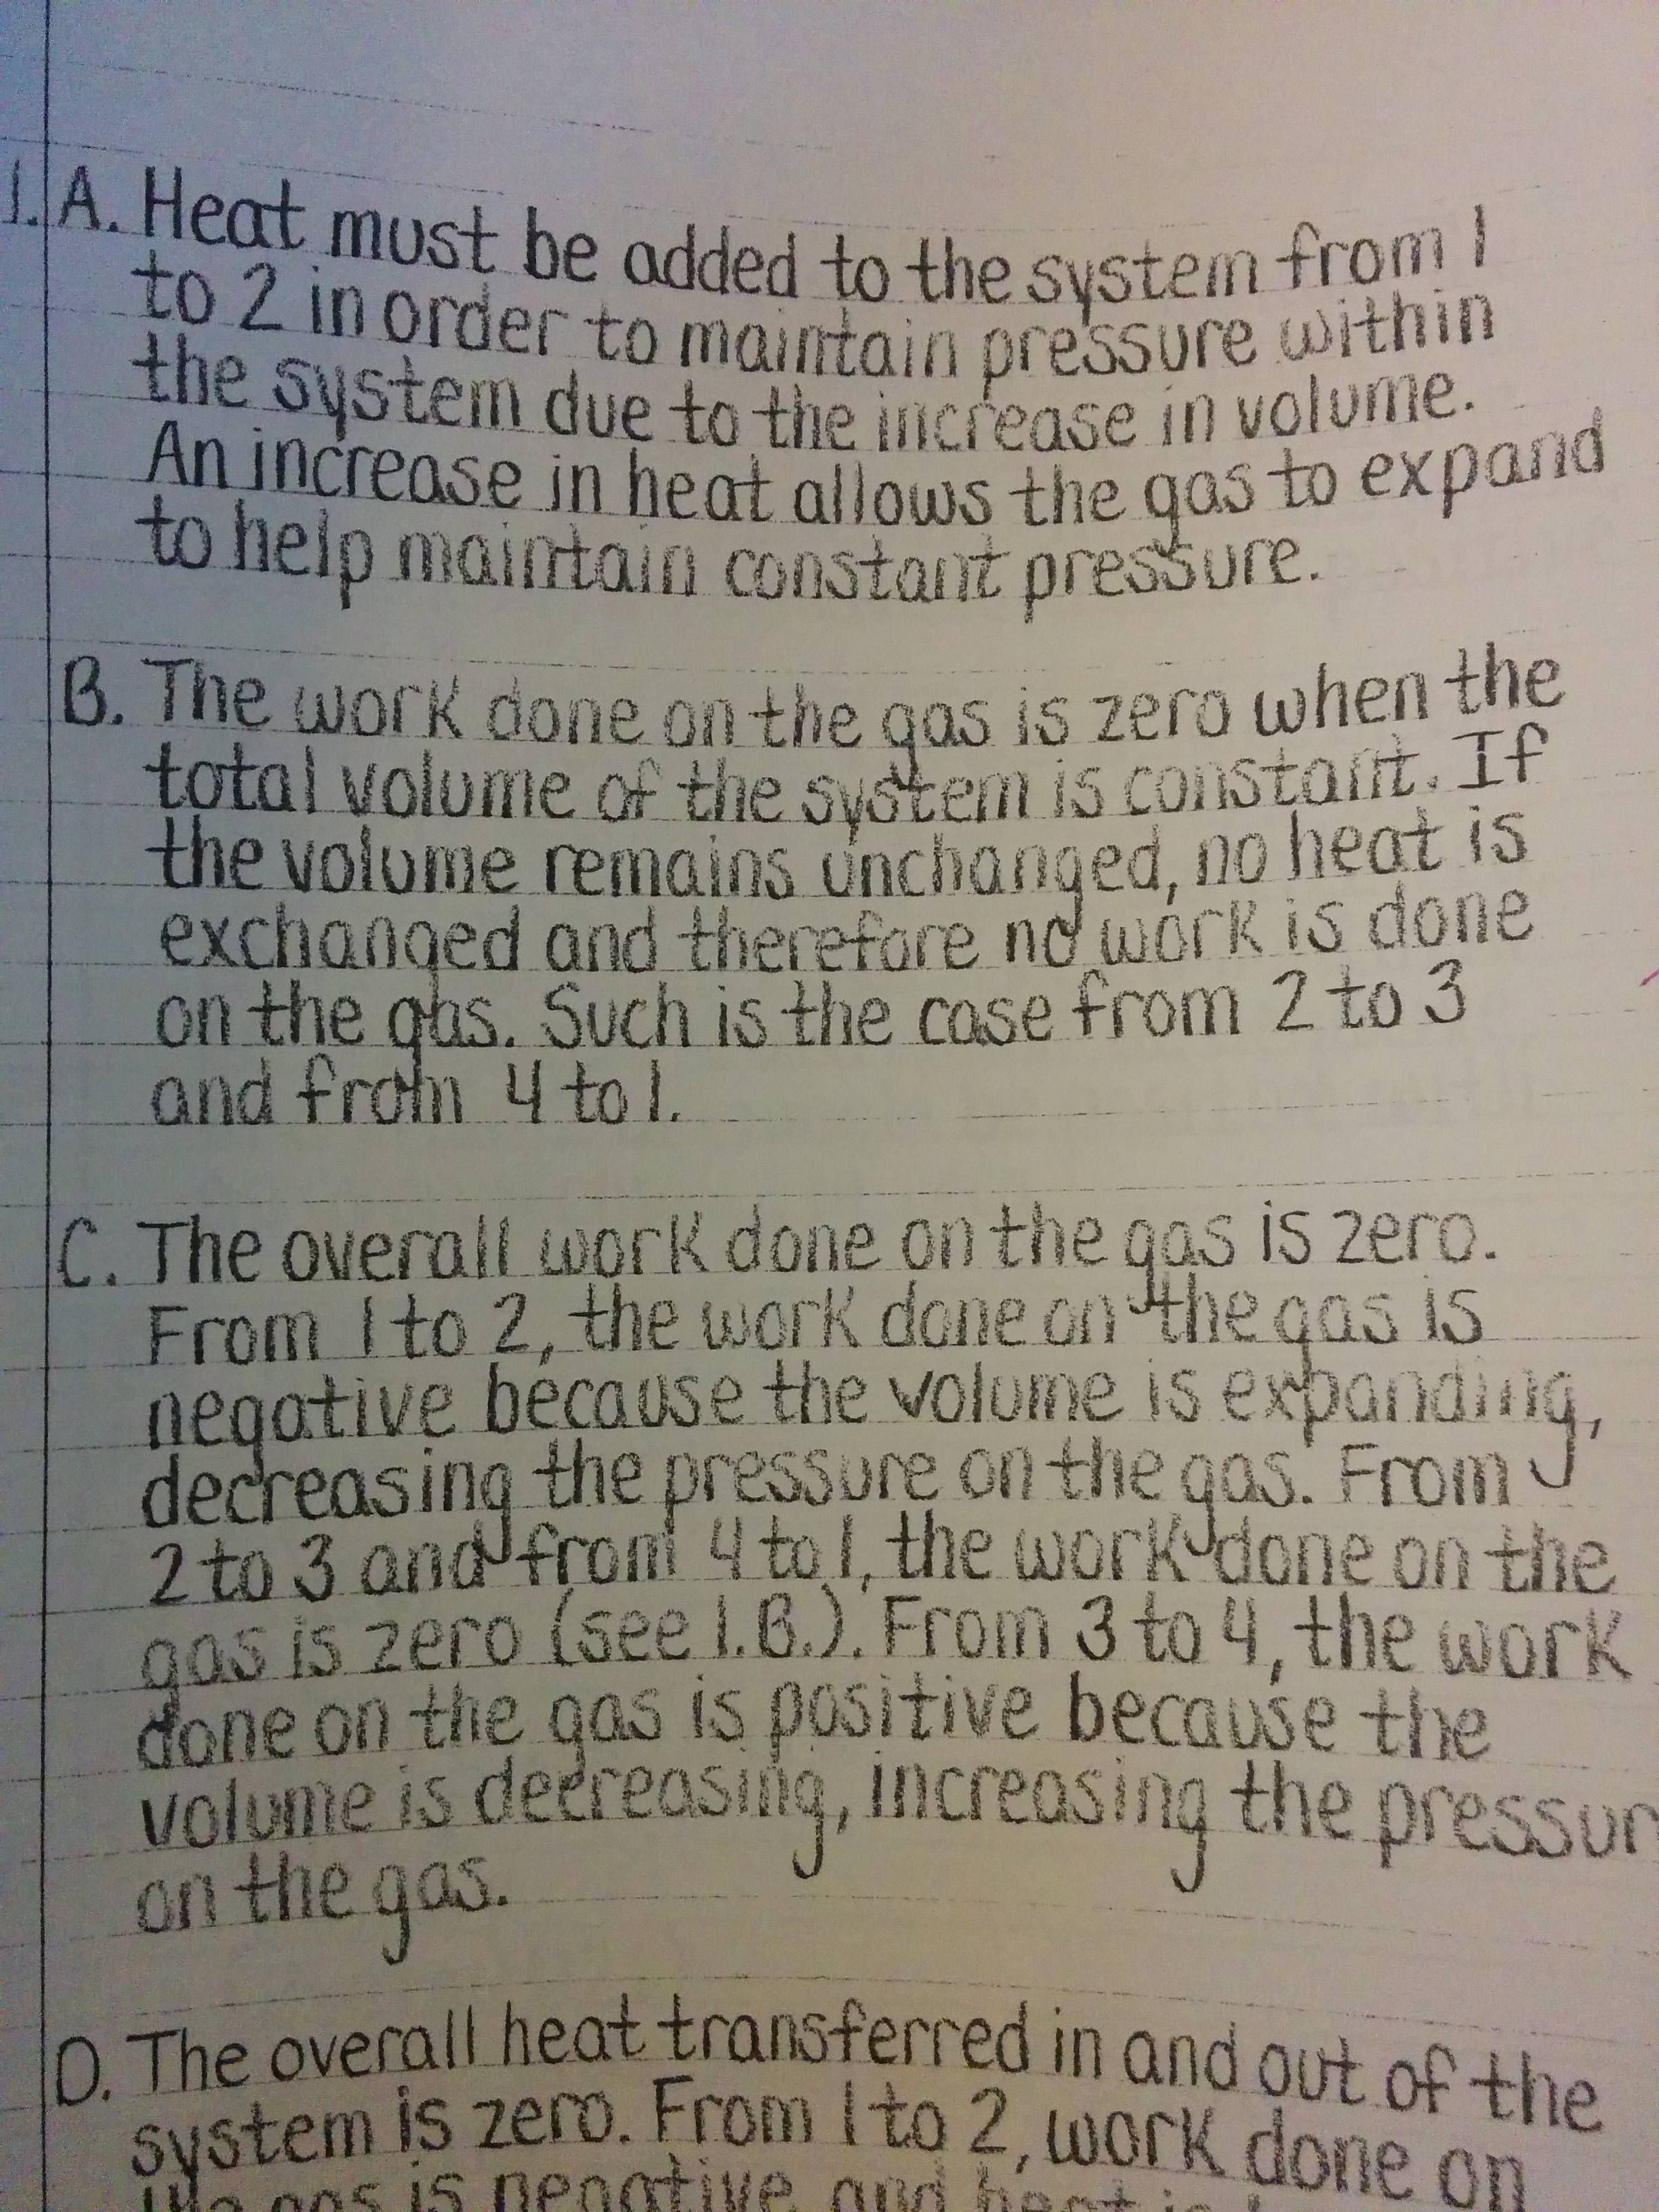 1. A. Heat must be added to the system from 1
to 2 in order to maintain pressure within
the system due to the increase in volume.
An increase in heat allows the gas to expand
to help maintain constant pressure.
B. The work done on the gas is zero when the
total volume of the system is constant. If
the volume remains unchanged, no heat is
exchanged and therefore no work is done
on the gas. Such is the case from 2 to 3
and from 4 to 1.
C. The overall work done on the gas is zero.
From 1 to 2, the work done on the gas is
negative because the volume is expanding,
decreasing the pressure on the gas. From
2 to 3 and from 4 to 1, the work done on the
gas is zero (see 1.B.). From 3 to 4, the work
done on the gas is positive because the
volume is decreasing, increasing the pressur
on the gas.
D. The overall heat transferred in and out of the
system is zero. From 1 to 2, work done on
the gas is negative and heat is